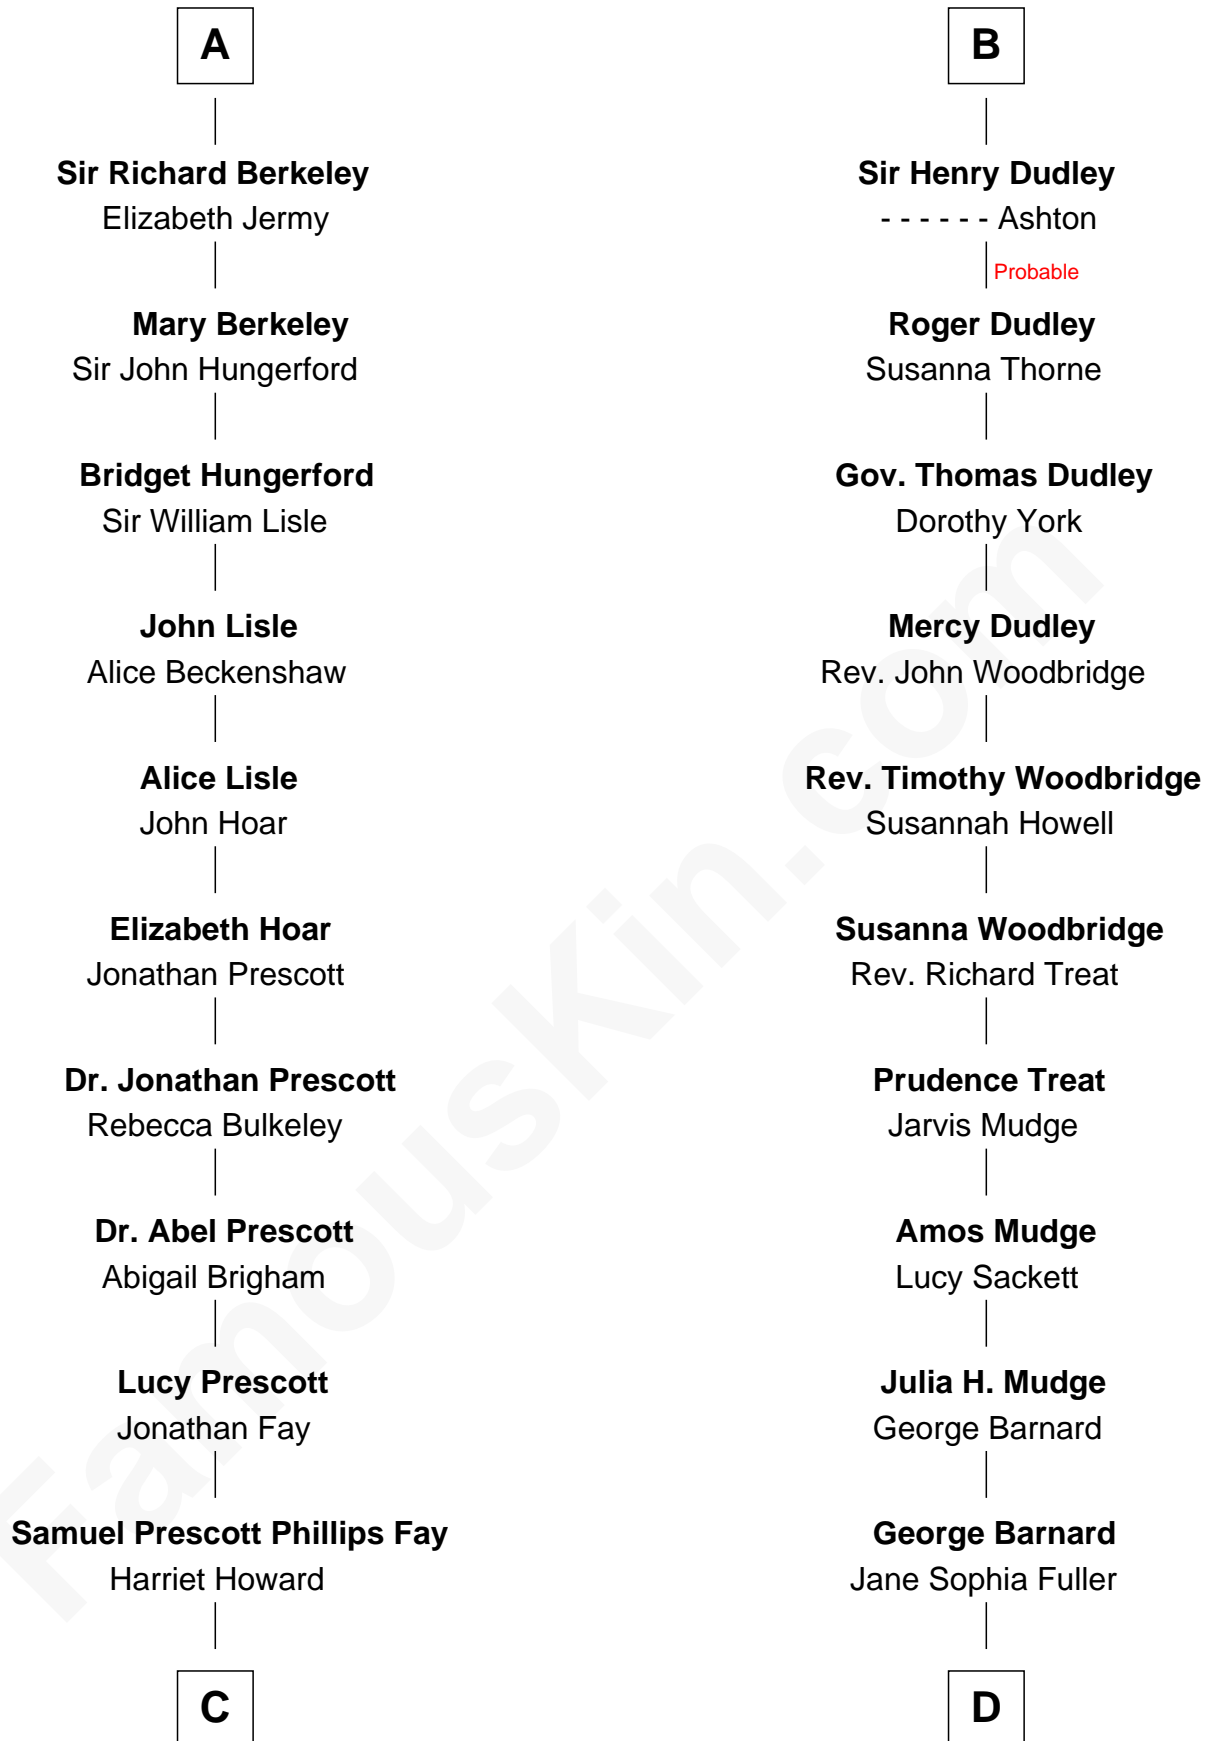 A
Sir Richard Berkeley
Elizabeth Jermy
Mary Berkeley
Sir John Hungerford
Bridget Hungerford
Sir William Lisle
John Lisle
Alice Beckenshaw
Alice Lisle
John Hoar
Elizabeth Hoar
Jonathan Prescott
Dr. Jonathan Prescott
Rebecca Bulkeley
Dr. Abel Prescott
Abigail Brigham
Lucy Prescott
Jonathan Fay
Samuel Prescott Phillips Fay
Harriet Howard
C
B
Sir Henry Dudley
- - - - - - Ashton
Probable
Roger Dudley
Susanna Thorne
Gov. Thomas Dudley
Dorothy York
Mercy Dudley
Rev. John Woodbridge
Rev. Timothy Woodbridge
Susannah Howell
Susanna Woodbridge
Rev. Richard Treat
Prudence Treat
Jarvis Mudge
Amos Mudge
Lucy Sackett
Julia H. Mudge
George Barnard
George Barnard
Jane Sophia Fuller
D
FamousKin.com